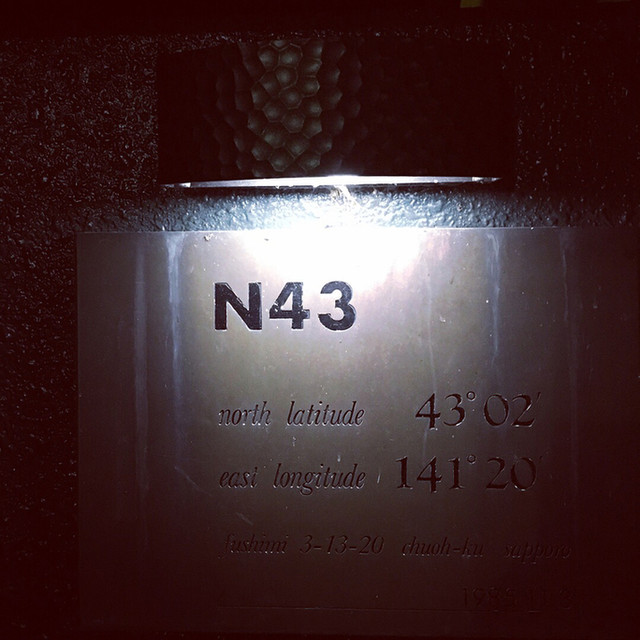 N43
north latitude 43°02'
east longitude 141°20'
fushimi 3-13-20 chuoh-ku sapporo